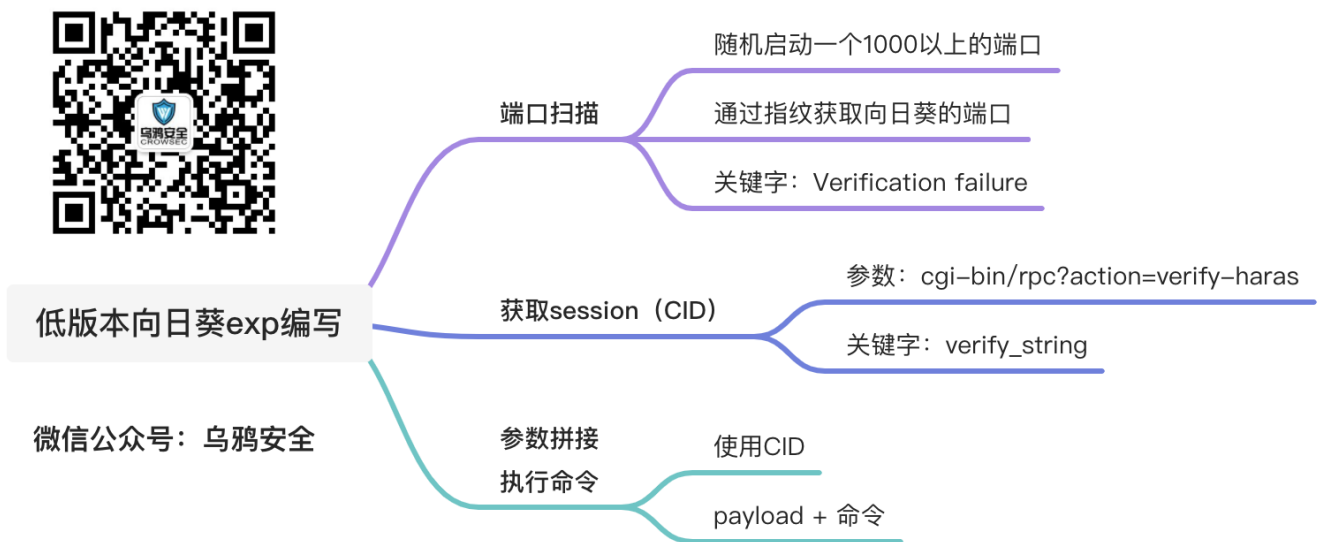 乌鸦安全
CROWSEC
低版本向日葵exp编写
微信公众号：乌鸦安全
端口扫描
随机启动一个1000以上的端口
通过指纹获取向日葵的端口
关键字：Verification failure
获取session（CID）
参数：cgi-bin/rpc?action=verify-haras
关键字：verify_string
参数拼接
执行命令
使用CID
payload + 命令